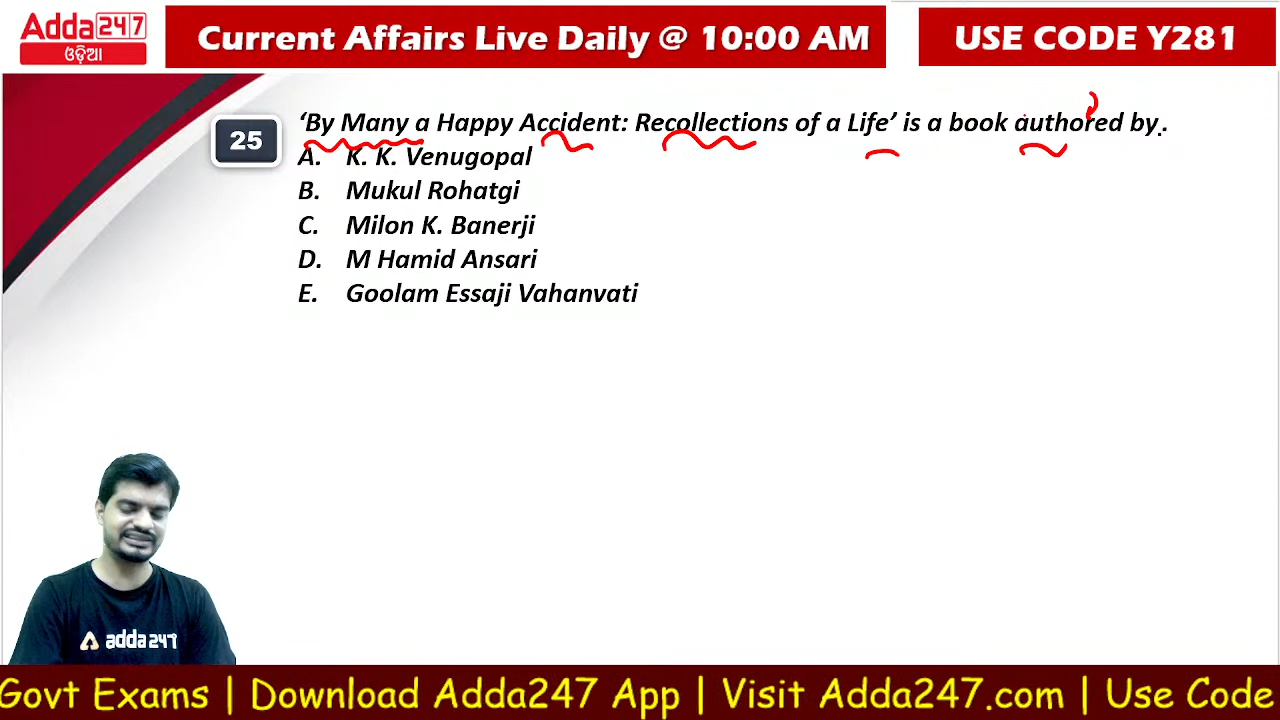 Adda247
ଓଡ଼ିଆ
Current Affairs Live Daily @ 10:00 AM
USE CODE Y281
25
‘By Many a Happy Accident: Recollections of a Life’ is a book authored by.
A. K. K. Venugopal
B. Mukul Rohatgi
C. Milon K. Banerji
D. M Hamid Ansari
E. Goolam Essaji Vahanvati
adda247
Govt Exams | Download Adda247 App | Visit Adda247.com | Use Code